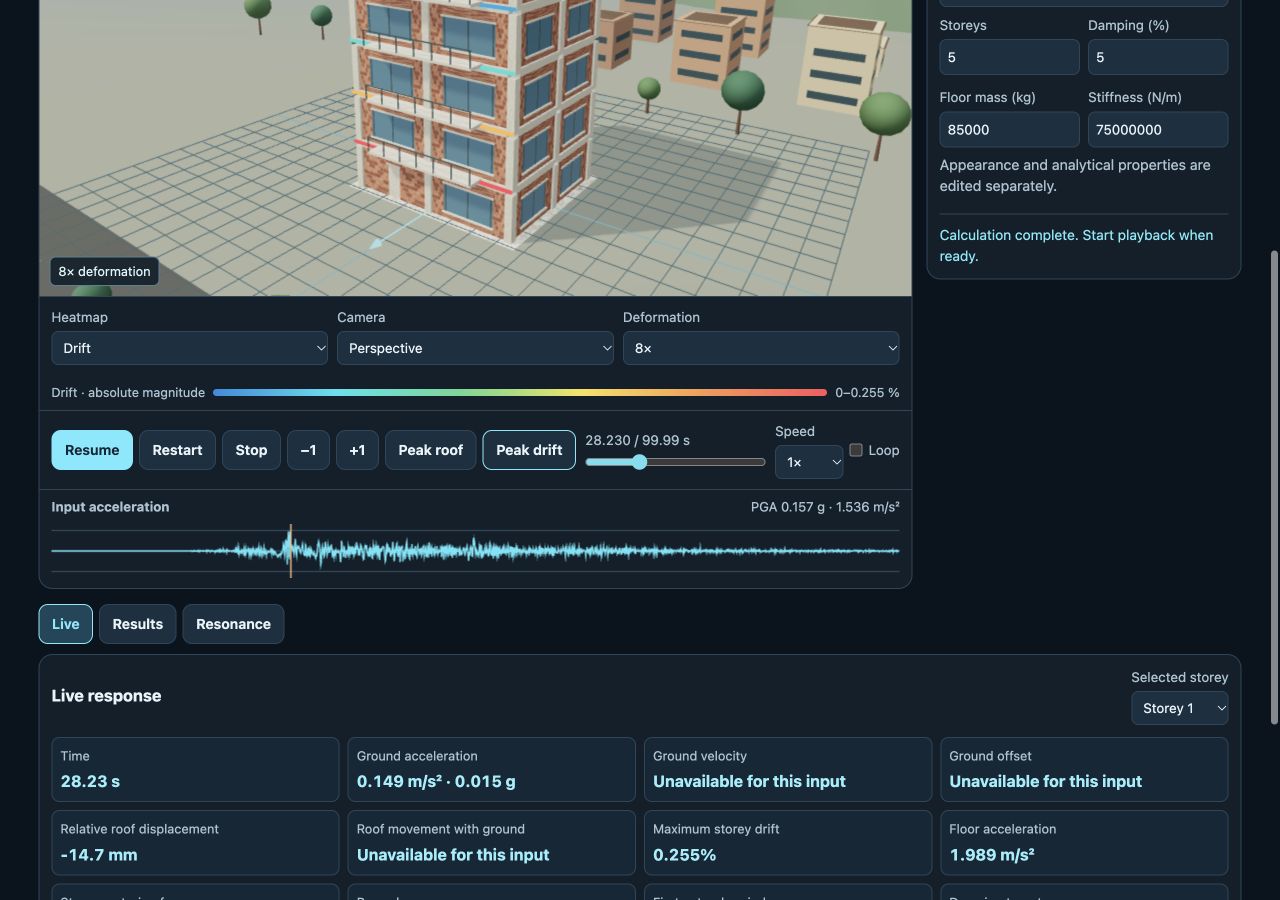 Storeys
Damping (%)
5
5
Floor mass (kg)
Stiffness (N/m)
85000
75000000
Appearance and analytical properties are
edited separately.
Calculation complete. Start playback when
ready.
8× deformation
Heatmap
Camera
Deformation
Drift
Perspective
8×
Drift · absolute magnitude
0–0.255 %
Resume
Restart
Stop
−1
+1
Peak roof
Peak drift
28.230 / 99.99 s
Speed
1×
Loop
Input acceleration
PGA 0.157 g · 1.536 m/s²
Live
Results
Resonance
Live response
Selected storey
Storey 1
Time
28.23 s
Ground acceleration
0.149 m/s² · 0.015 g
Ground velocity
Unavailable for this input
Ground offset
Unavailable for this input
Relative roof displacement
-14.7 mm
Roof movement with ground
Unavailable for this input
Maximum storey drift
0.255%
Floor acceleration
1.989 m/s²